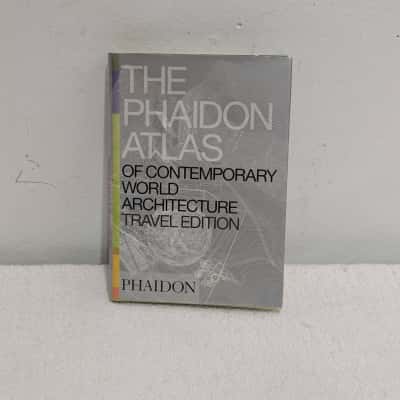 THE
PHAIDON
ATLAS
OF CONTEMPORARY
WORLD
ARCHITECTURE
TRAVEL EDITION
PHAIDON